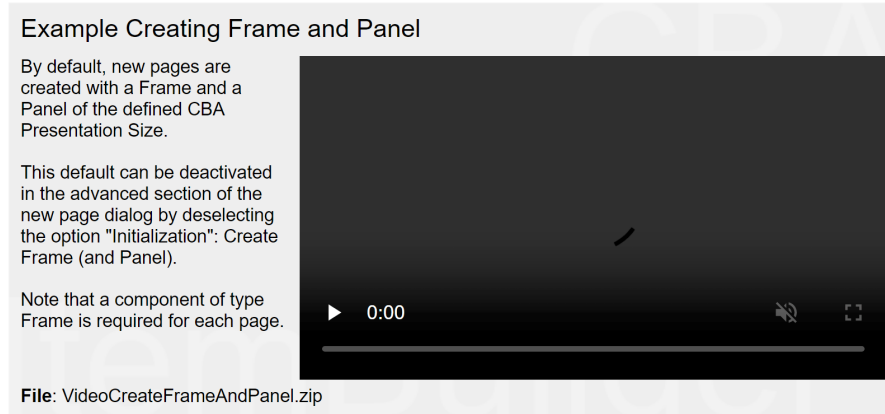 Example Creating Frame and Panel
By default, new pages are
created with a Frame and a
Panel of the defined CBA
Presentation Size.
This default can be deactivated
in the advanced section of the
new page dialog by deselecting
the option "Initialization": Create
Frame (and Panel).
Note that a component of type
Frame is required for each page.
0:00
File: VideoCreateFrameAndPanel.zip